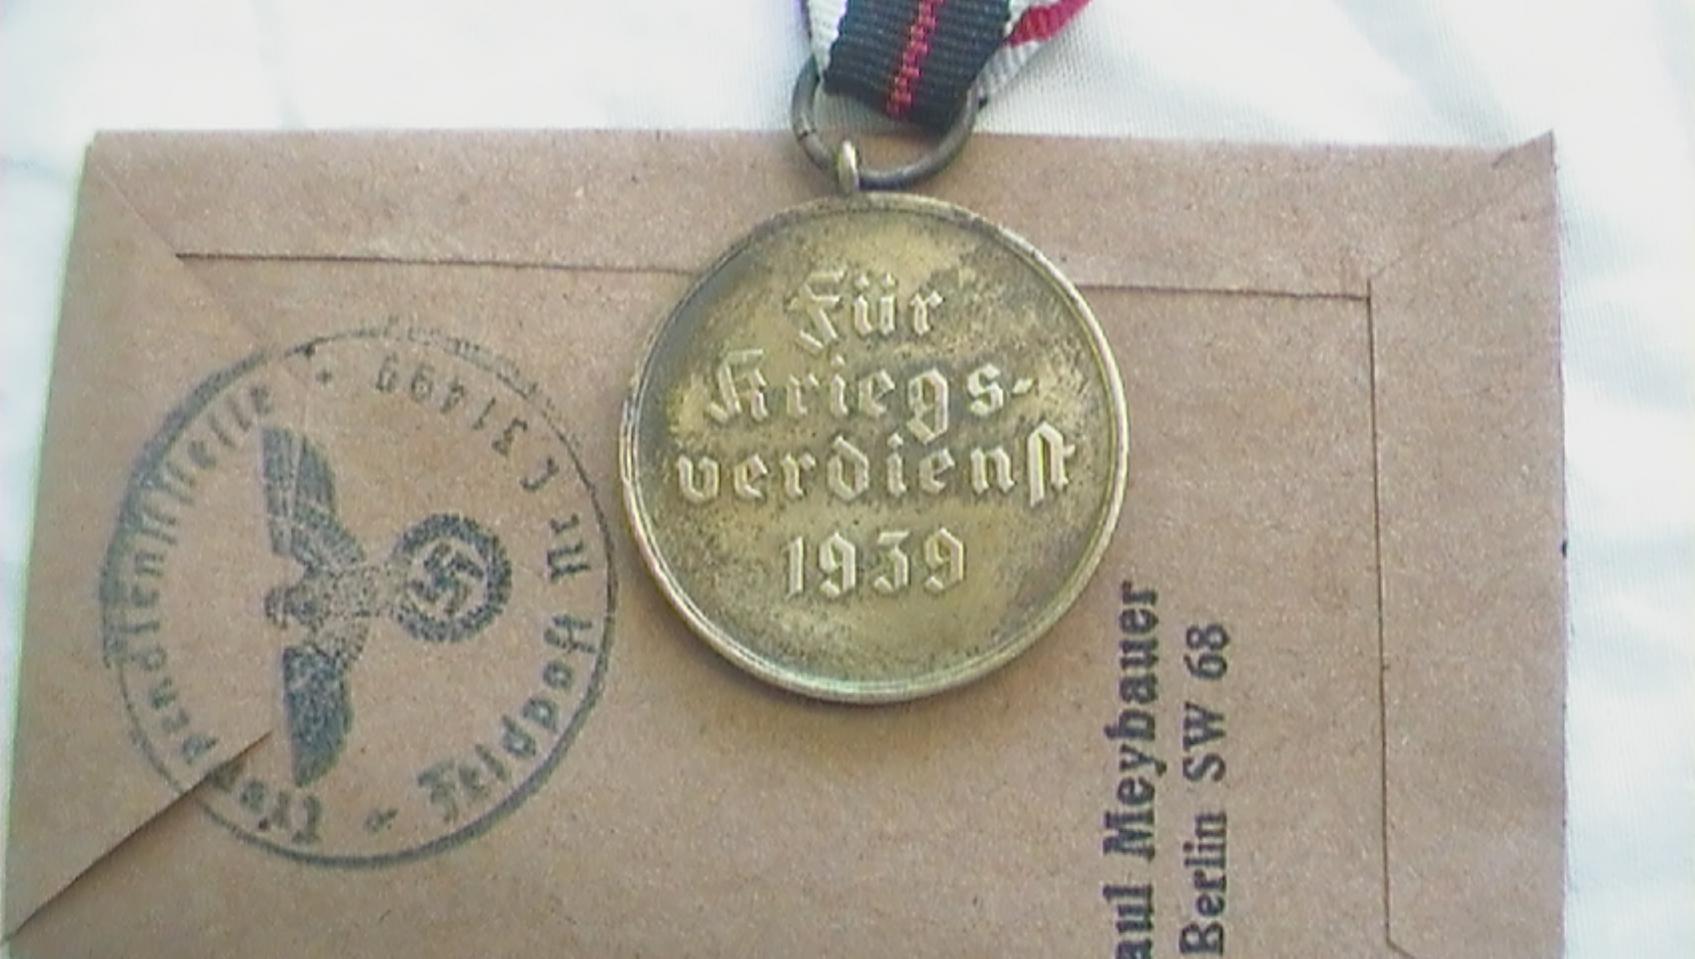 Für
Kriegs-
verdienst
1939
Feldpost Nr L 31499
aul Meybauer
Berlin SW 68